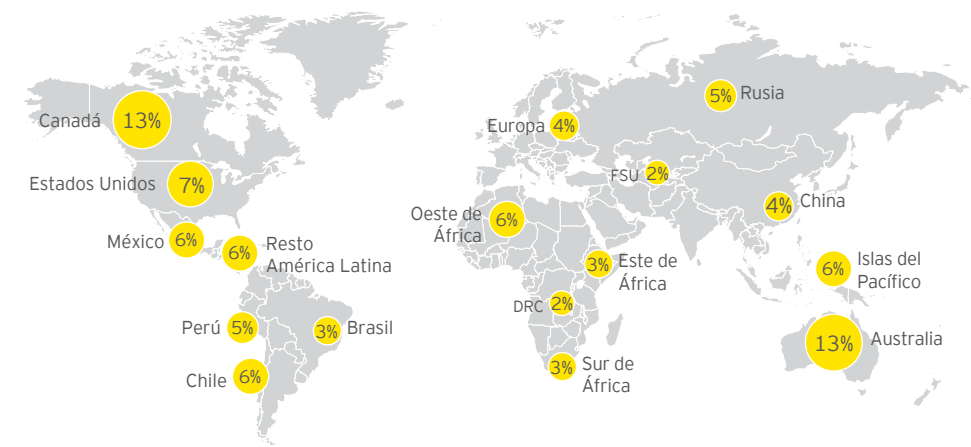 Canadá 13%
Estados Unidos 7%
México 6%
6% Resto
América Latina
Perú 5%
3% Brasil
Chile 6%
5% Rusia
Europa 4%
FSU 2%
4% China
Oeste de
África 6%
3% Este de
África
DRC 2%
3% Sur de
África
6% Islas del
Pacífico
13% Australia